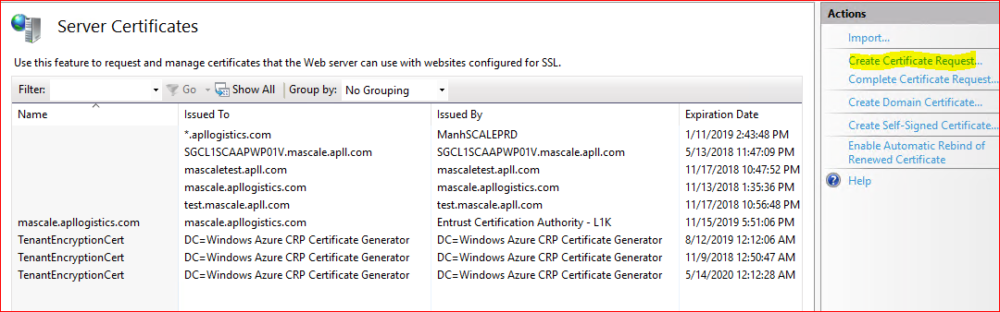 Server Certificates
Use this feature to request and manage certificates that the Web server can use with websites configured for SSL.
Filter: Go Show All Group by: No Grouping
Name Issued To Issued By Expiration Date
*.apllogistics.com ManhSCALEPRD 1/11/2019 2:43:48 PM
SGCL1SCAAPWP01V.mascale.apll.com SGCL1SCAAPWP01V.mascale.apll.com 5/13/2018 11:47:09 PM
mascaletest.apll.com mascaletest.apll.com 11/17/2018 10:47:52 PM
mascale.apllogistics.com mascale.apllogistics.com 11/13/2018 1:35:36 PM
test.mascale.apll.com test.mascale.apll.com 11/17/2018 10:56:48 PM
mascale.apllogistics.com mascale.apllogistics.com Entrust Certification Authority - L1K 11/15/2019 5:51:06 PM
TenantEncryptionCert DC=Windows Azure CRP Certificate Generator DC=Windows Azure CRP Certificate Generator 8/12/2019 12:12:06 AM
TenantEncryptionCert DC=Windows Azure CRP Certificate Generator DC=Windows Azure CRP Certificate Generator 11/9/2018 12:50:47 AM
TenantEncryptionCert DC=Windows Azure CRP Certificate Generator DC=Windows Azure CRP Certificate Generator 5/14/2020 12:12:28 AM
Actions
Import...
Create Certificate Request...
Complete Certificate Request...
Create Domain Certificate...
Create Self-Signed Certificate...
Enable Automatic Rebind of
Renewed Certificate
Help